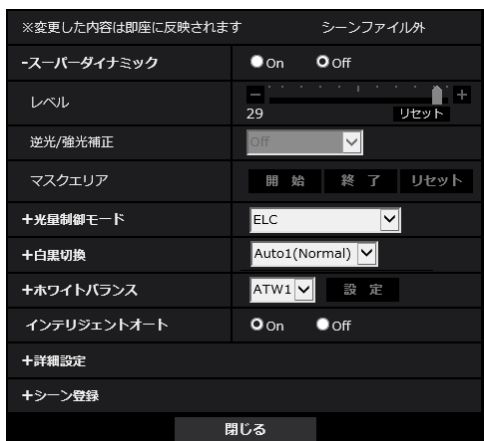 ※変更した内容は即座に反映されます シーンファイル外
-スーパーダイナミック On Off
レベル - +
29 リセット
逆光/強光補正 Off
マスクエリア 開 始 終 了 リセット
+光量制御モード ELC
+白黒切換 Auto1(Normal)
+ホワイトバランス ATW1 設 定
インテリジェントオート On Off
+詳細設定
+シーン登録
閉じる